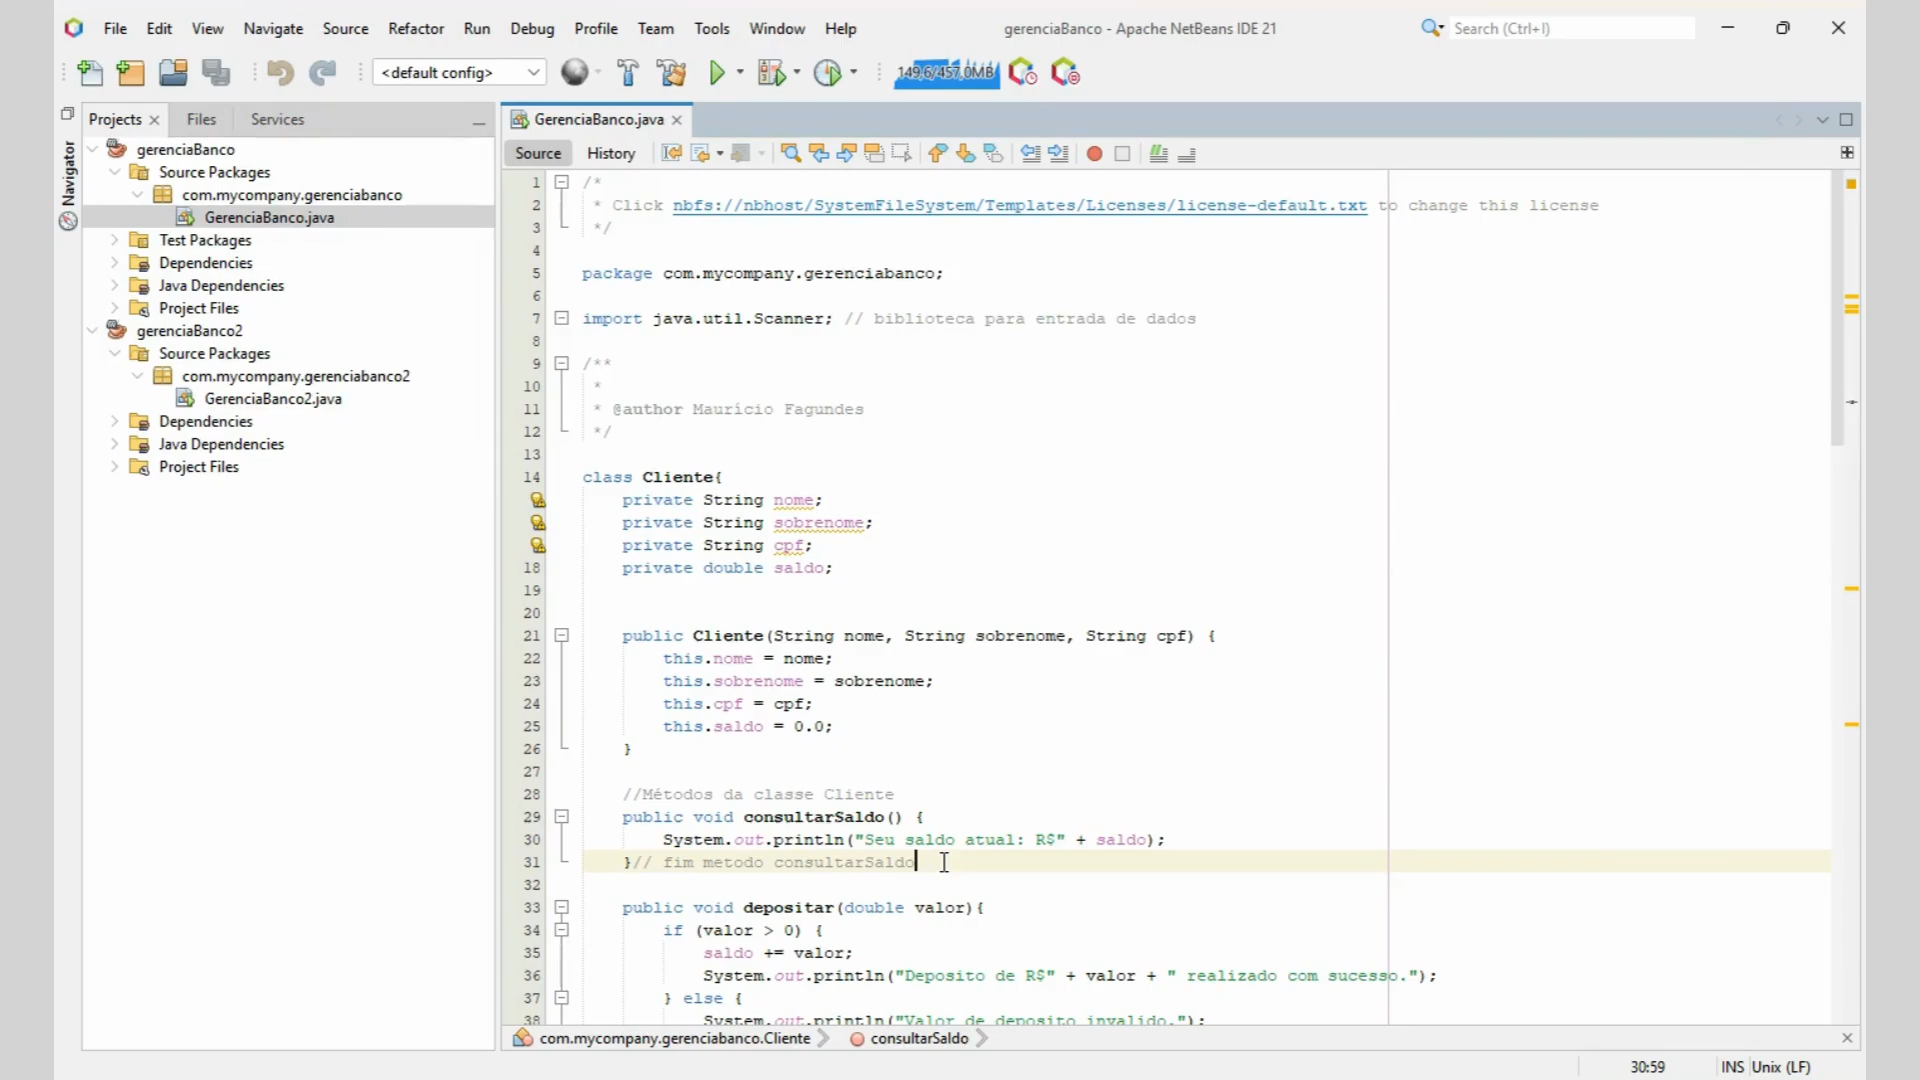 File Edit View Navigate Source Refactor Run Debug Profile Team Tools Window Help
gerenciaBanco - Apache NetBeans IDE 21
Search (Ctrl+I)
<default config>
149,6/457,0MB
Projects Files Services
Navigator
gerenciaBanco
Source Packages
com.mycompany.gerenciabanco
GerenciaBanco.java
Test Packages
Dependencies
Java Dependencies
Project Files
gerenciaBanco2
Source Packages
com.mycompany.gerenciabanco2
GerenciaBanco2.java
Dependencies
Java Dependencies
Project Files
GerenciaBanco.java
Source History
1 /*
2 * Click nbfs://nbhost/SystemFileSystem/Templates/Licenses/license-default.txt to change this license
3 */
4
5 package com.mycompany.gerenciabanco;
6
7 import java.util.Scanner; // biblioteca para entrada de dados
8
9 /**
10 *
11 * @author Maurício Fagundes
12 */
13
14 class Cliente{
private String nome;
private String sobrenome;
private String cpf;
18 private double saldo;
19
20
21 public Cliente(String nome, String sobrenome, String cpf) {
22 this.nome = nome;
23 this.sobrenome = sobrenome;
24 this.cpf = cpf;
25 this.saldo = 0.0;
26 }
27
28 //Métodos da classe Cliente
29 public void consultarSaldo() {
30 System.out.println("Seu saldo atual: R$" + saldo);
31 }// fim metodo consultarSaldo
32
33 public void depositar(double valor){
34 if (valor > 0) {
35 saldo += valor;
36 System.out.println("Deposito de R$" + valor + " realizado com sucesso.");
37 } else {
38 System.out.println("Valor de deposito invalido.");
com.mycompany.gerenciabanco.Cliente
consultarSaldo
30:59
INS
Unix (LF)